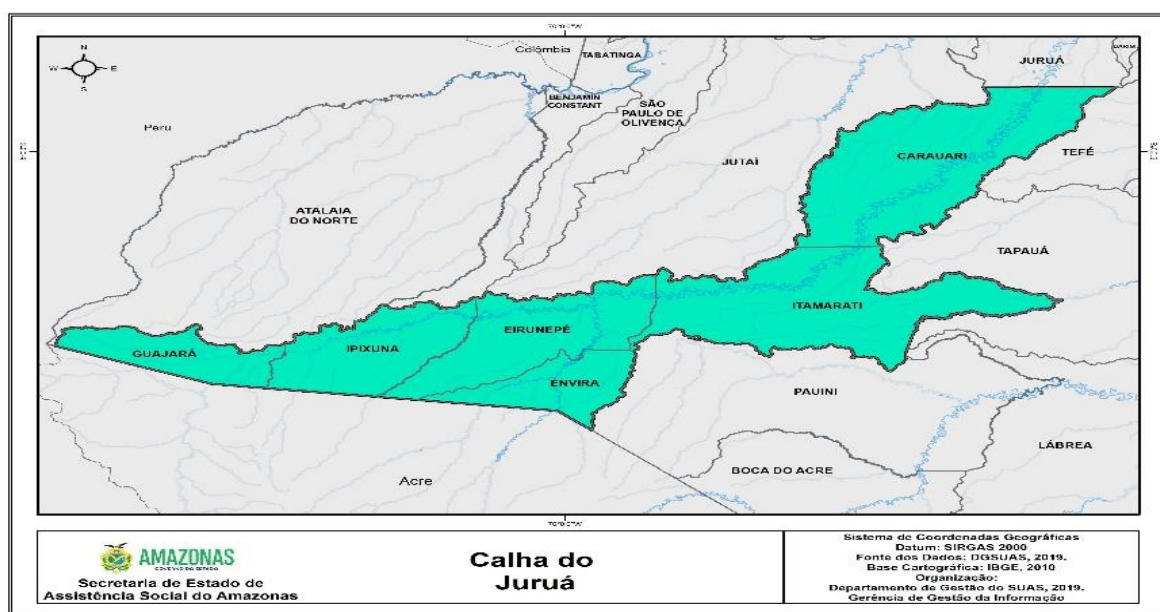 Colômbia
TABATINGA
JURUÁ
N
W
E
S
BENJAMIN
CONSTANT
SÃO
PAULO DE
OLIVENÇA
Peru
JUTAÍ
CARAUARI
TEFÉ
ATALAIA
DO NORTE
TAPAUÁ
ITAMARATI
EIRUNEPÉ
IPIXUNA
GUAJARÁ
ENVIRA
PAUINI
LÁBREA
BOCA DO ACRE
Acre
AMAZONAS
GOVERNO DO ESTADO
Secretaria de Estado de
Assistência Social do Amazonas
Calha do
Juruá
Sistema de Coordenadas Geográficas
Datum: SIRGAS 2000
Fonte dos Dados: DGSUAS, 2019.
Base Cartográfica: IBGE, 2010
Organização:
Departamento de Gestão do SUAS, 2019.
Gerência de Gestão da Informação